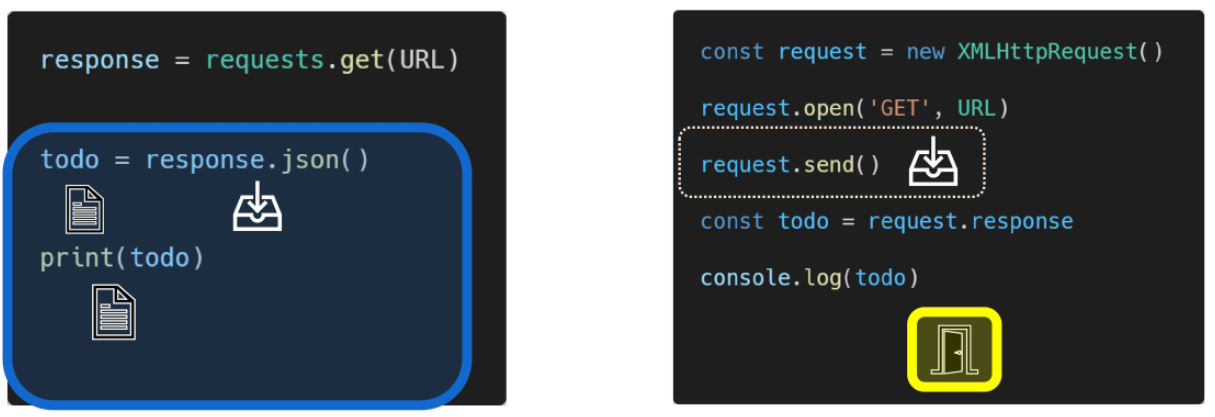 response = requests.get(URL)
todo = response.json()
print(todo)
const request = new XMLHttpRequest()
request.open('GET', URL)
request.send()
const todo = request.response
console.log(todo)